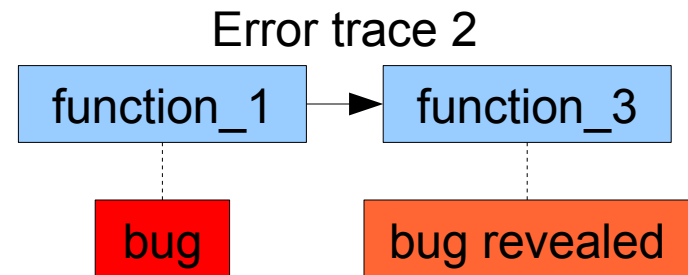 Error trace 2
function_1 function_3
bug bug revealed